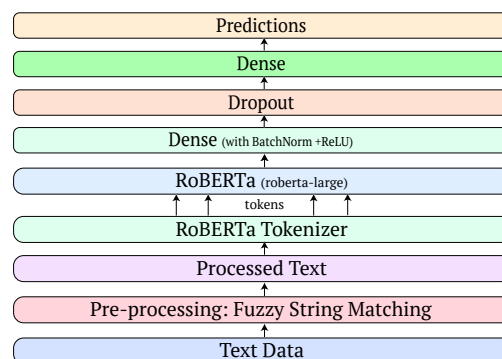 Predictions
Dense
Dropout
Dense (with BatchNorm +ReLU)
RoBERTa (roberta-large)
tokens
RoBERTa Tokenizer
Processed Text
Pre-processing: Fuzzy String Matching
Text Data